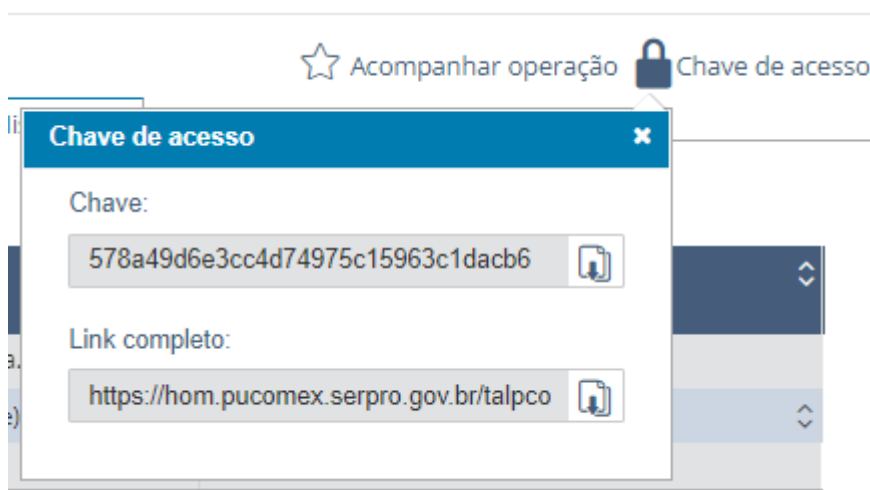 Acompanhar operação
Chave de acesso
Chave de acesso
Chave:
578a49d6e3cc4d74975c15963c1dacb6
Link completo:
https://hom.pucomex.serpro.gov.br/talpco